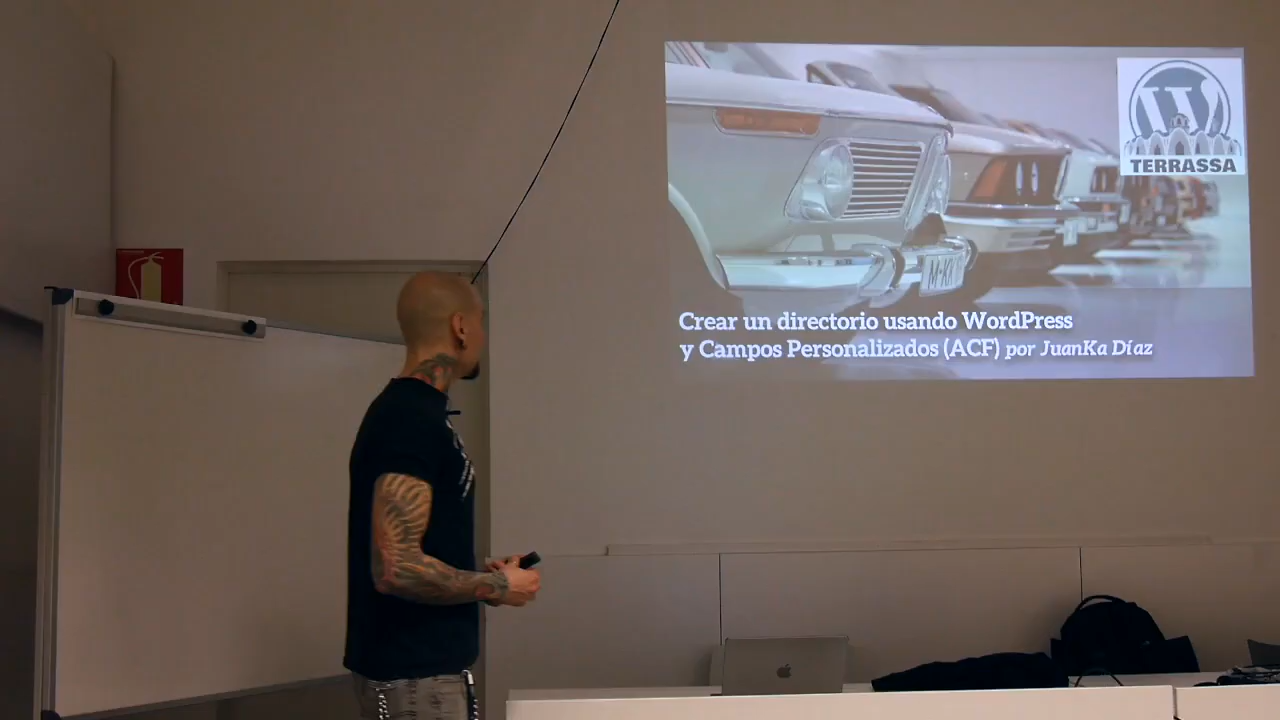 TERRASSA
Crear un directorio usando WordPress
y Campos Personalizados (ACF) por JuanKa Díaz